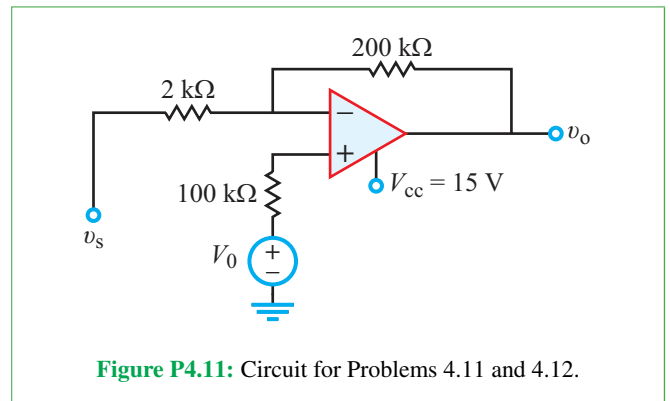 200 kΩ
2 kΩ
−
υo
+
Vcc = 15 V
100 kΩ
υs
V0
+
−
Figure P4.11: Circuit for Problems 4.11 and 4.12.